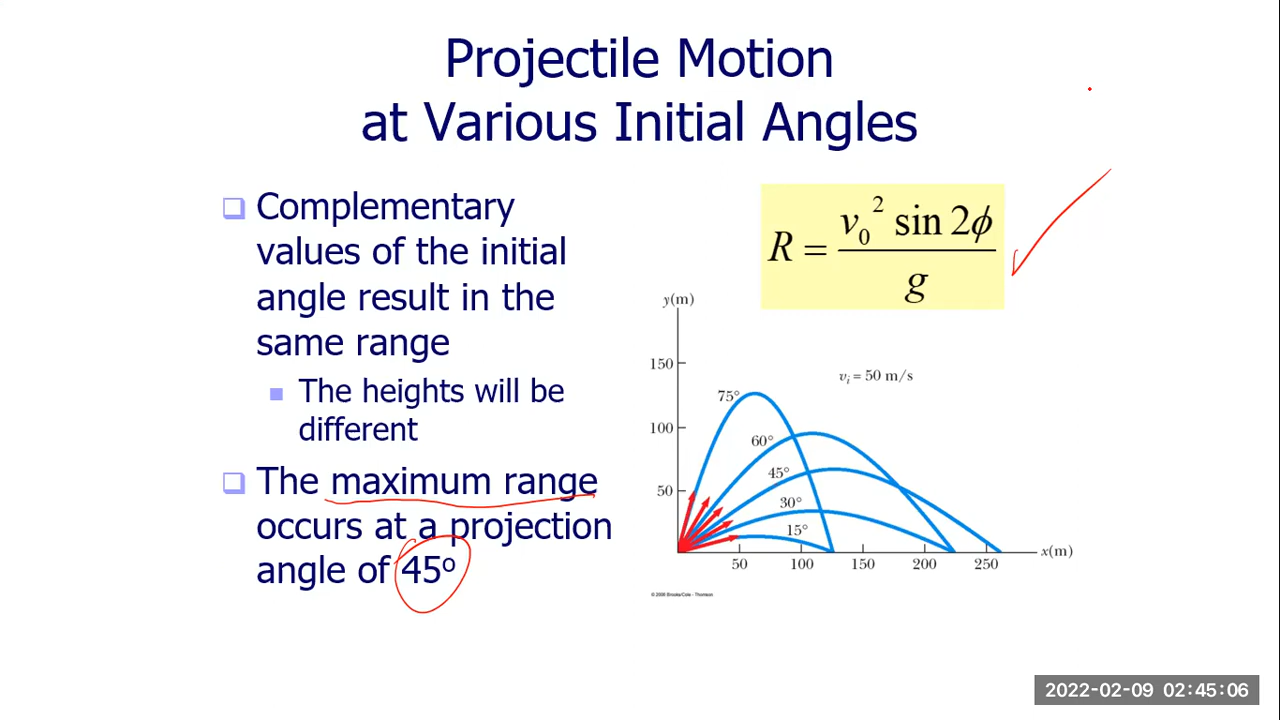 Projectile Motion
at Various Initial Angles
❑ Complementary
values of the initial
angle result in the
same range
■ The heights will be
different
❑ The maximum range
occurs at a projection
angle of 45º
R = v₀² sin 2ϕ / g
y(m)
150
100
50
vᵢ = 50 m/s
75°
60°
45°
30°
15°
50 100 150 200 250
x(m)
© 2006 Brooks/Cole - Thomson
2022-02-09 02:45:06